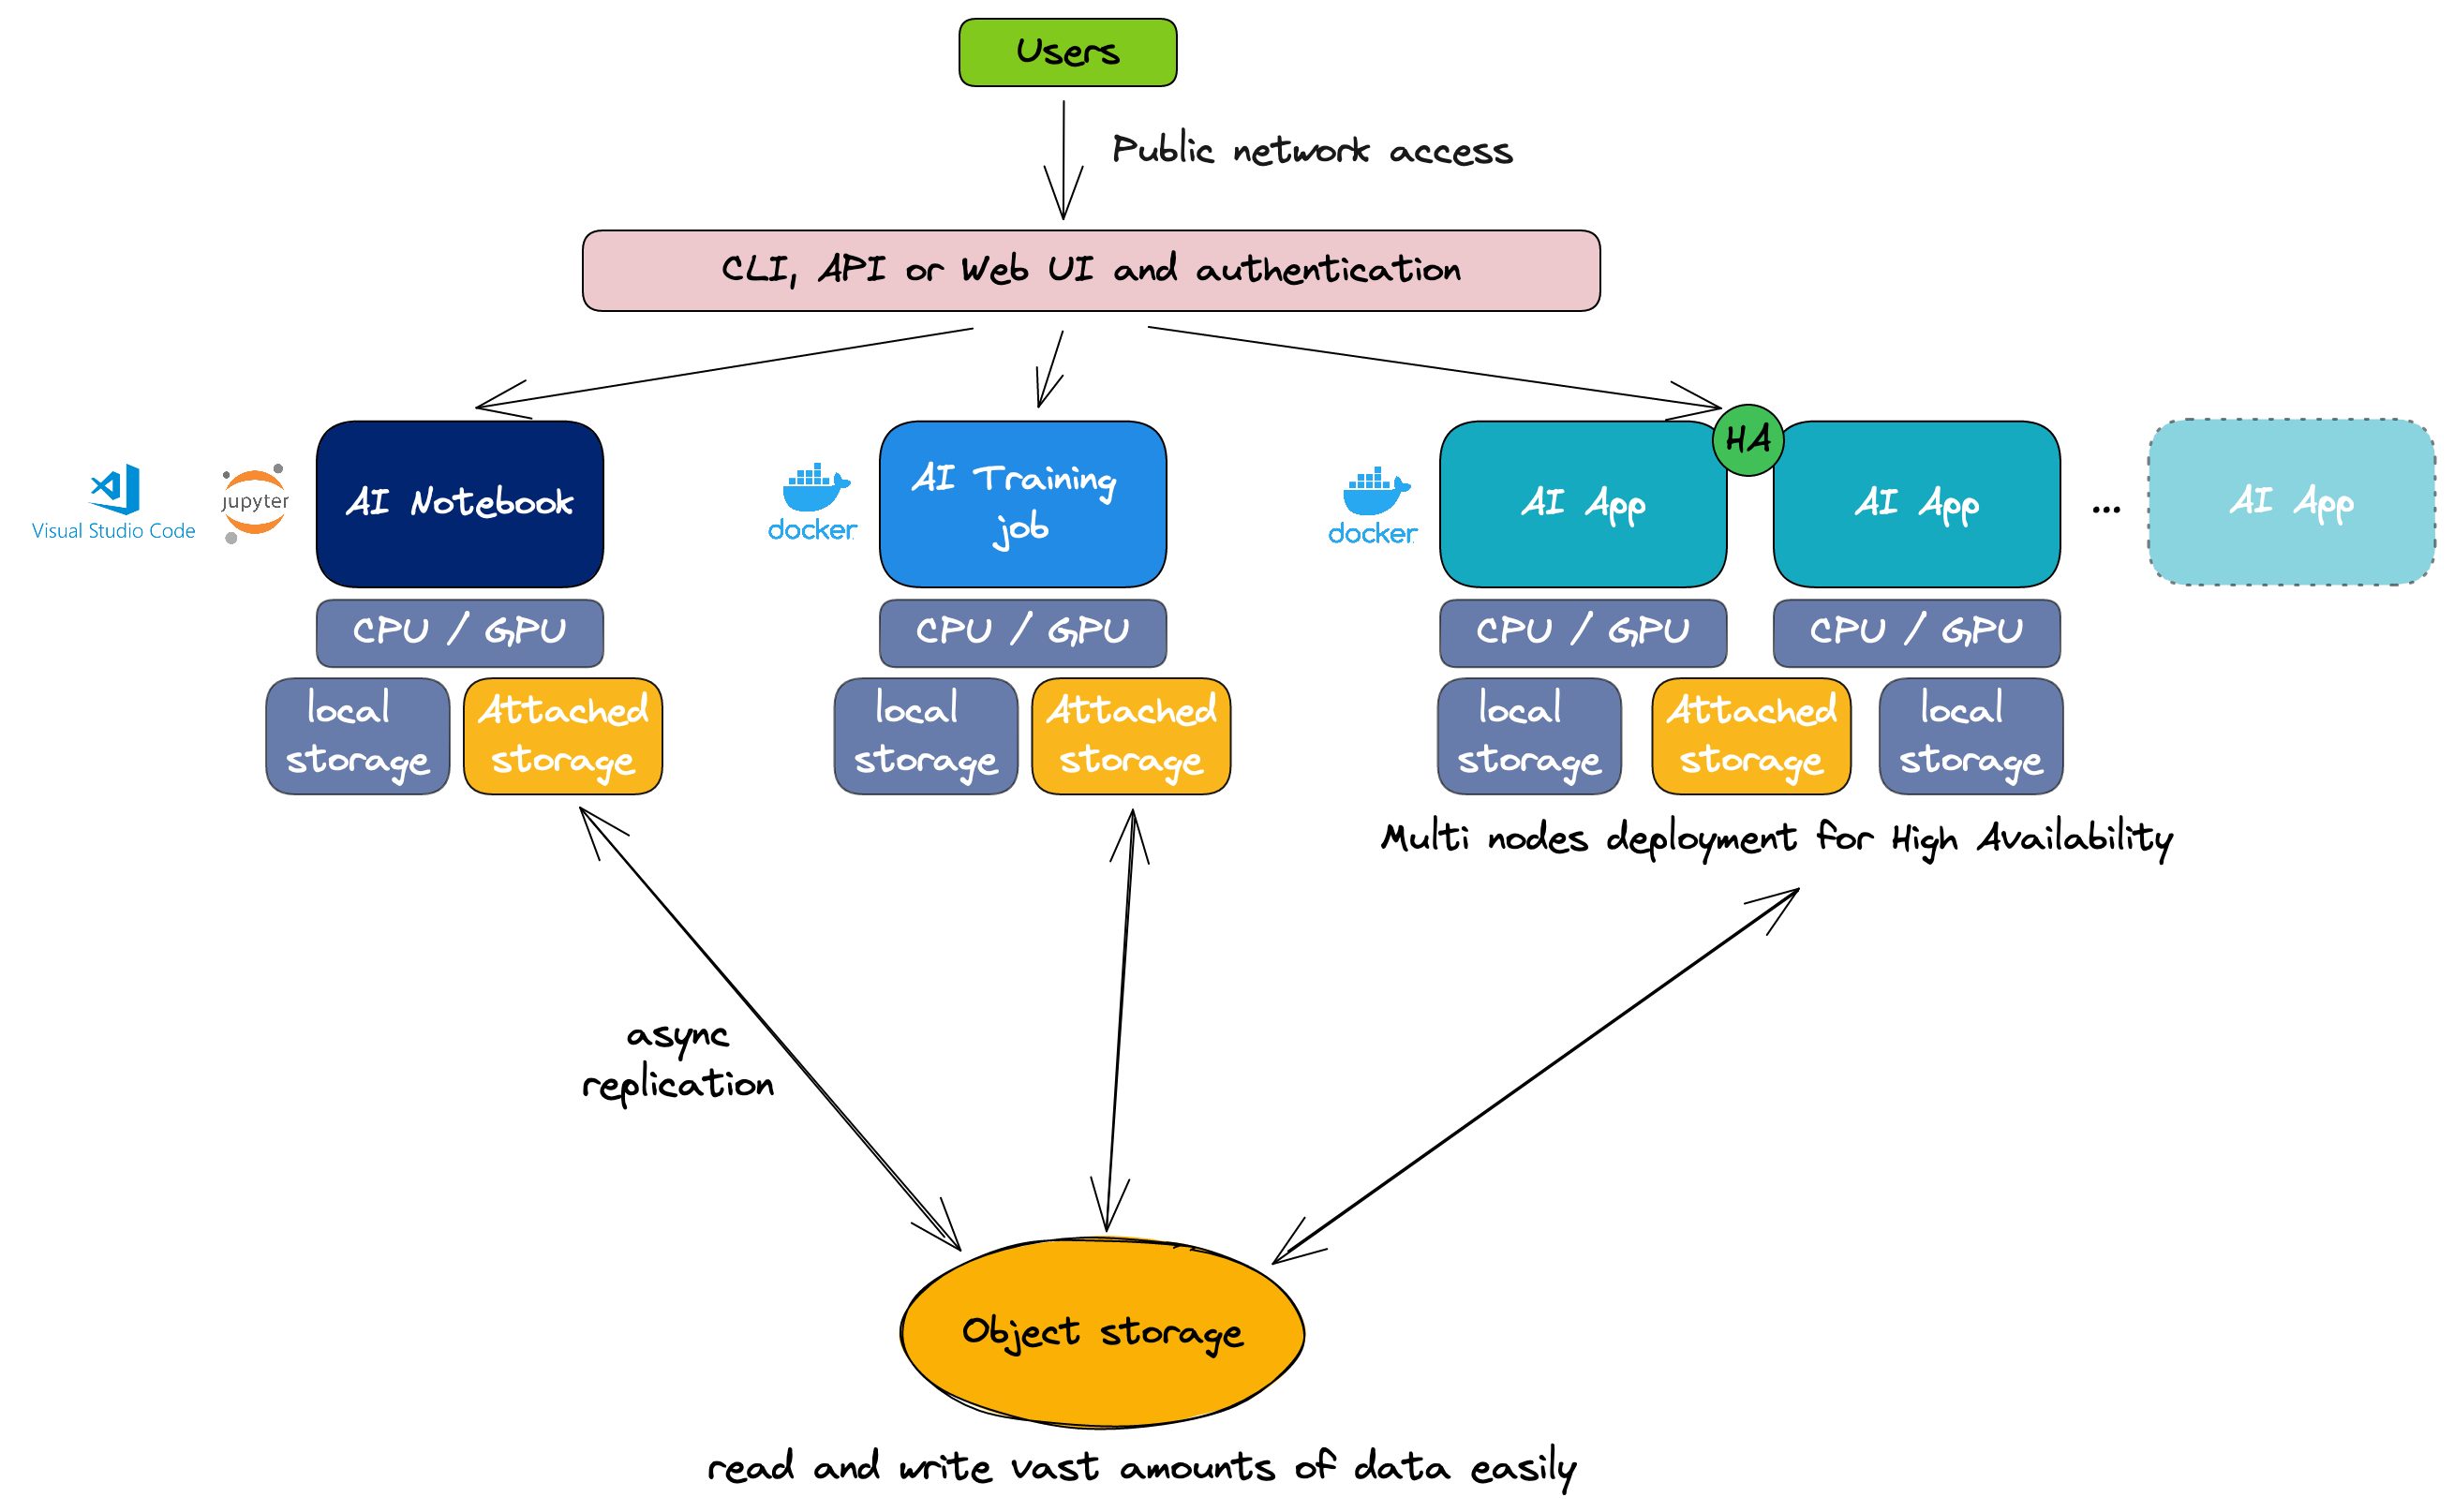 Users
Public network access
CLI, API or Web UI and authentication
Visual Studio Code
jupyter
AI Notebook
docker
AI Training
job
docker
AI App
HA
AI App
...
AI App
CPU / GPU
CPU / GPU
CPU / GPU
CPU / GPU
local
storage
Attached
storage
local
storage
Attached
storage
local
storage
Attached
storage
local
storage
Multi nodes deployment for High Availability
async
replication
Object storage
read and write vast amounts of data easily